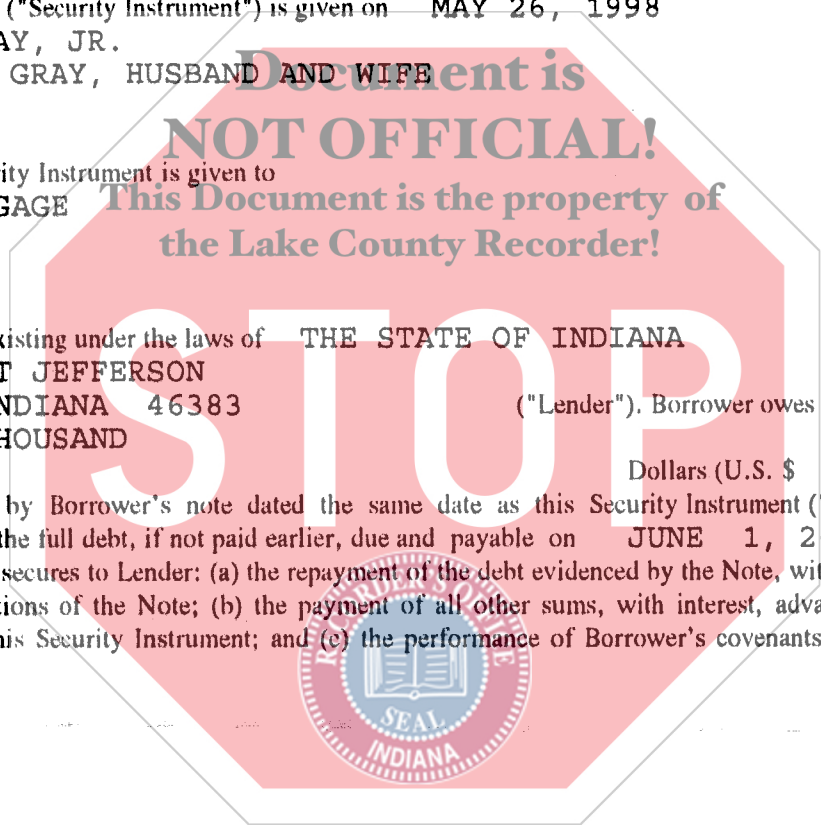 ("Security Instrument") is given on MAY 26, 1998
AY, JR.
GRAY, HUSBAND AND WIFE
Document is
NOT OFFICIAL!
ity Instrument is given to
This Document is the property of
GAGE
the Lake County Recorder!
xisting under the laws of THE STATE OF INDIANA
T JEFFERSON
NDIANA 46383 ("Lender"). Borrower owes
HOUSAND
STOP
Dollars (U.S. $
by Borrower's note dated the same date as this Security Instrument ("
the full debt, if not paid earlier, due and payable on JUNE 1, 2
secures to Lender: (a) the repayment of the debt evidenced by the Note, wit
tions of the Note; (b) the payment of all other sums, with interest, adva
his Security Instrument; and (c) the performance of Borrower's covenants
RECORDER'S OFFICE
SEAL
INDIANA